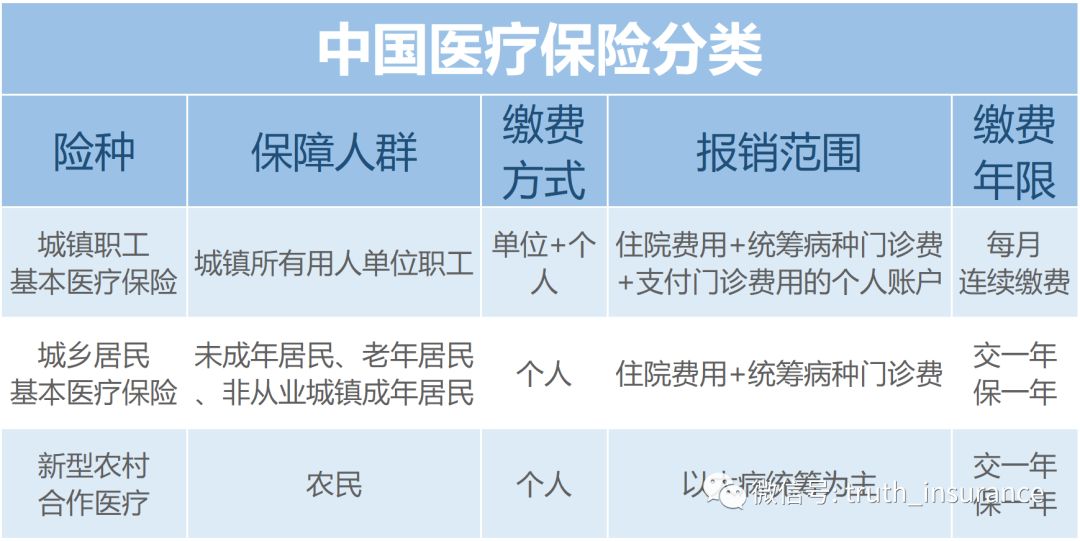 中国医疗保险分类
险种
保障人群
缴费
方式
报销范围
缴费
年限
城镇职工
基本医疗保险
城镇所有用人单位职工
单位+个
人
住院费用+统筹病种门诊费
+支付门诊费用的个人账户
每月
连续缴费
城乡居民
基本医疗保险
未成年居民、老年居民
、非从业城镇成年居民
个人
住院费用+统筹病种门诊费
交一年
保一年
新型农村
合作医疗
农民
个人
以大病统筹为主
交一年
保一年
微信号: truth_insurance